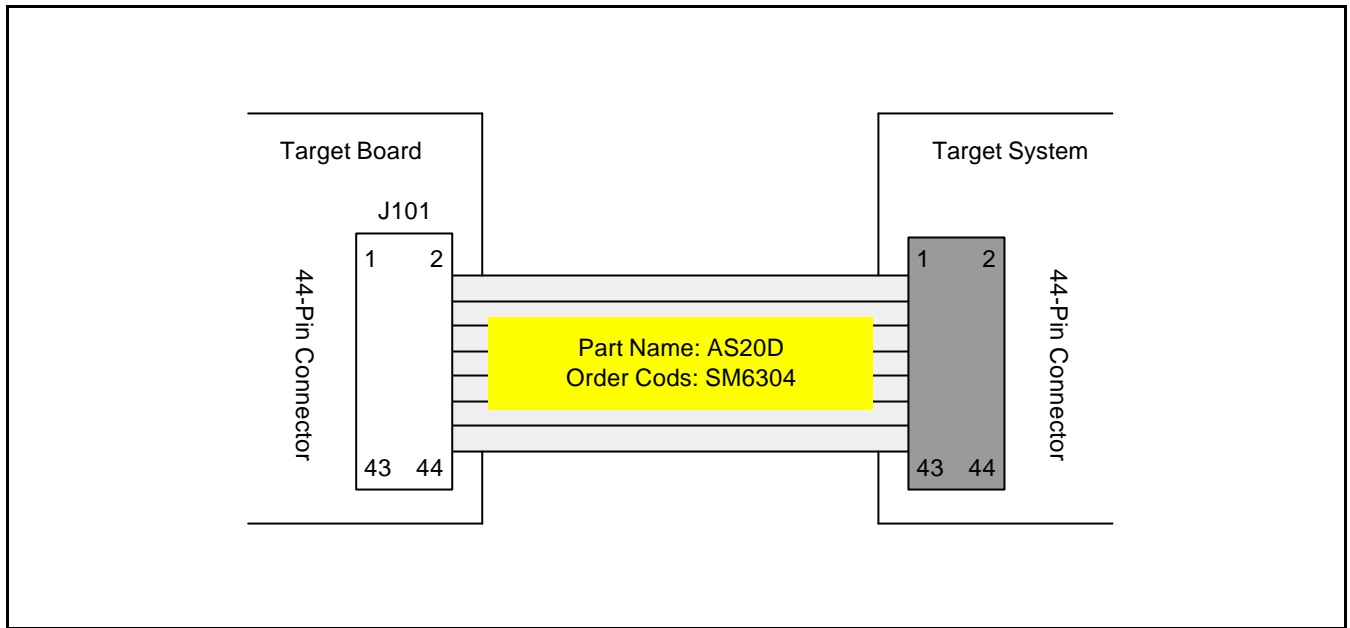 Target Board
Target System
J101
1 2
1 2
44-Pin Connector
44-Pin Connector
Part Name: AS20D
Order Cods: SM6304
43 44
43 44